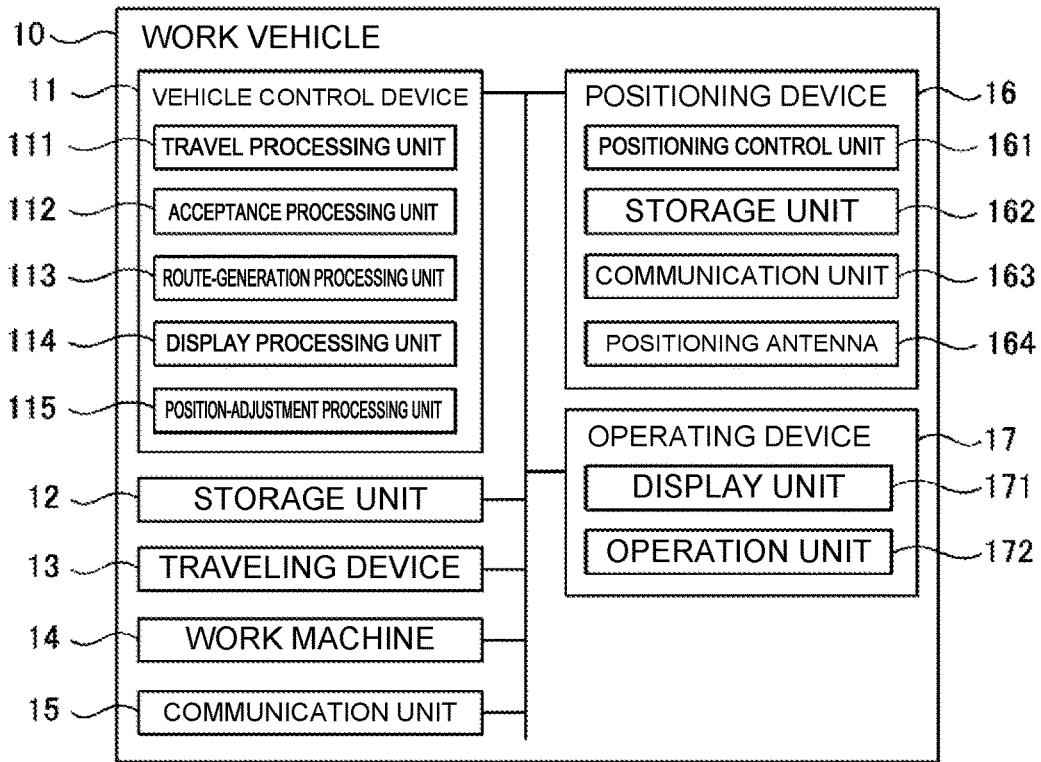 10 WORK VEHICLE
11 VEHICLE CONTROL DEVICE
111 TRAVEL PROCESSING UNIT
112 ACCEPTANCE PROCESSING UNIT
113 ROUTE-GENERATION PROCESSING UNIT
114 DISPLAY PROCESSING UNIT
115 POSITION-ADJUSTMENT PROCESSING UNIT
12 STORAGE UNIT
13 TRAVELING DEVICE
14 WORK MACHINE
15 COMMUNICATION UNIT
POSITIONING DEVICE 16
POSITIONING CONTROL UNIT 161
STORAGE UNIT 162
COMMUNICATION UNIT 163
POSITIONING ANTENNA 164
OPERATING DEVICE 17
DISPLAY UNIT 171
OPERATION UNIT 172